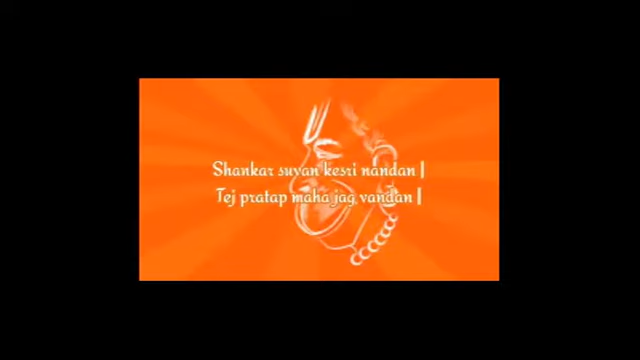 Shankar suvan kesri nandan |
Tej pratap maha jag vandan |